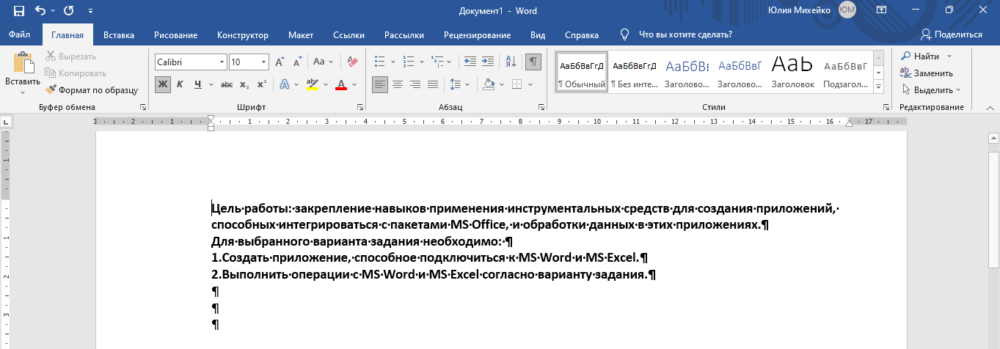 Документ1 - Word
Юлия Михейко ЮМ
Файл Главная Вставка Рисование Конструктор Макет Ссылки Рассылки Рецензирование Вид Справка Что вы хотите сделать? Поделиться
Вставить
Вырезать
Копировать
Формат по образцу
Буфер обмена
Calibri 10
Ж К Ч abc x₂ x² A A
Aa
Шрифт
Абзац
АаБбВвГгД АаБбВвГгД АаБбВı АаБбВвГ АаЬ АаБбВвГ
¶ Обычный ¶ Без инте... Заголово... Заголово... Заголовок Подзагол...
Стили
Найти
Заменить
Выделить
Редактирование
3 2 1 1 2 3 4 5 6 7 8 9 10 11 12 13 14 15 16 17
Цель·работы:·закрепление·навыков·применения·инструментальных·средств·для·создания·приложений,·
способных·интегрироваться·с·пакетами·MS·Office,·и·обработки·данных·в·этих·приложениях.¶
Для·выбранного·варианта·задания·необходимо:·¶
1.Создать·приложение,·способное·подключиться·к·MS·Word·и·MS·Excel.¶
2.Выполнить·операции·с·MS·Word·и·MS·Excel·согласно·варианту·задания.¶
¶
¶
¶